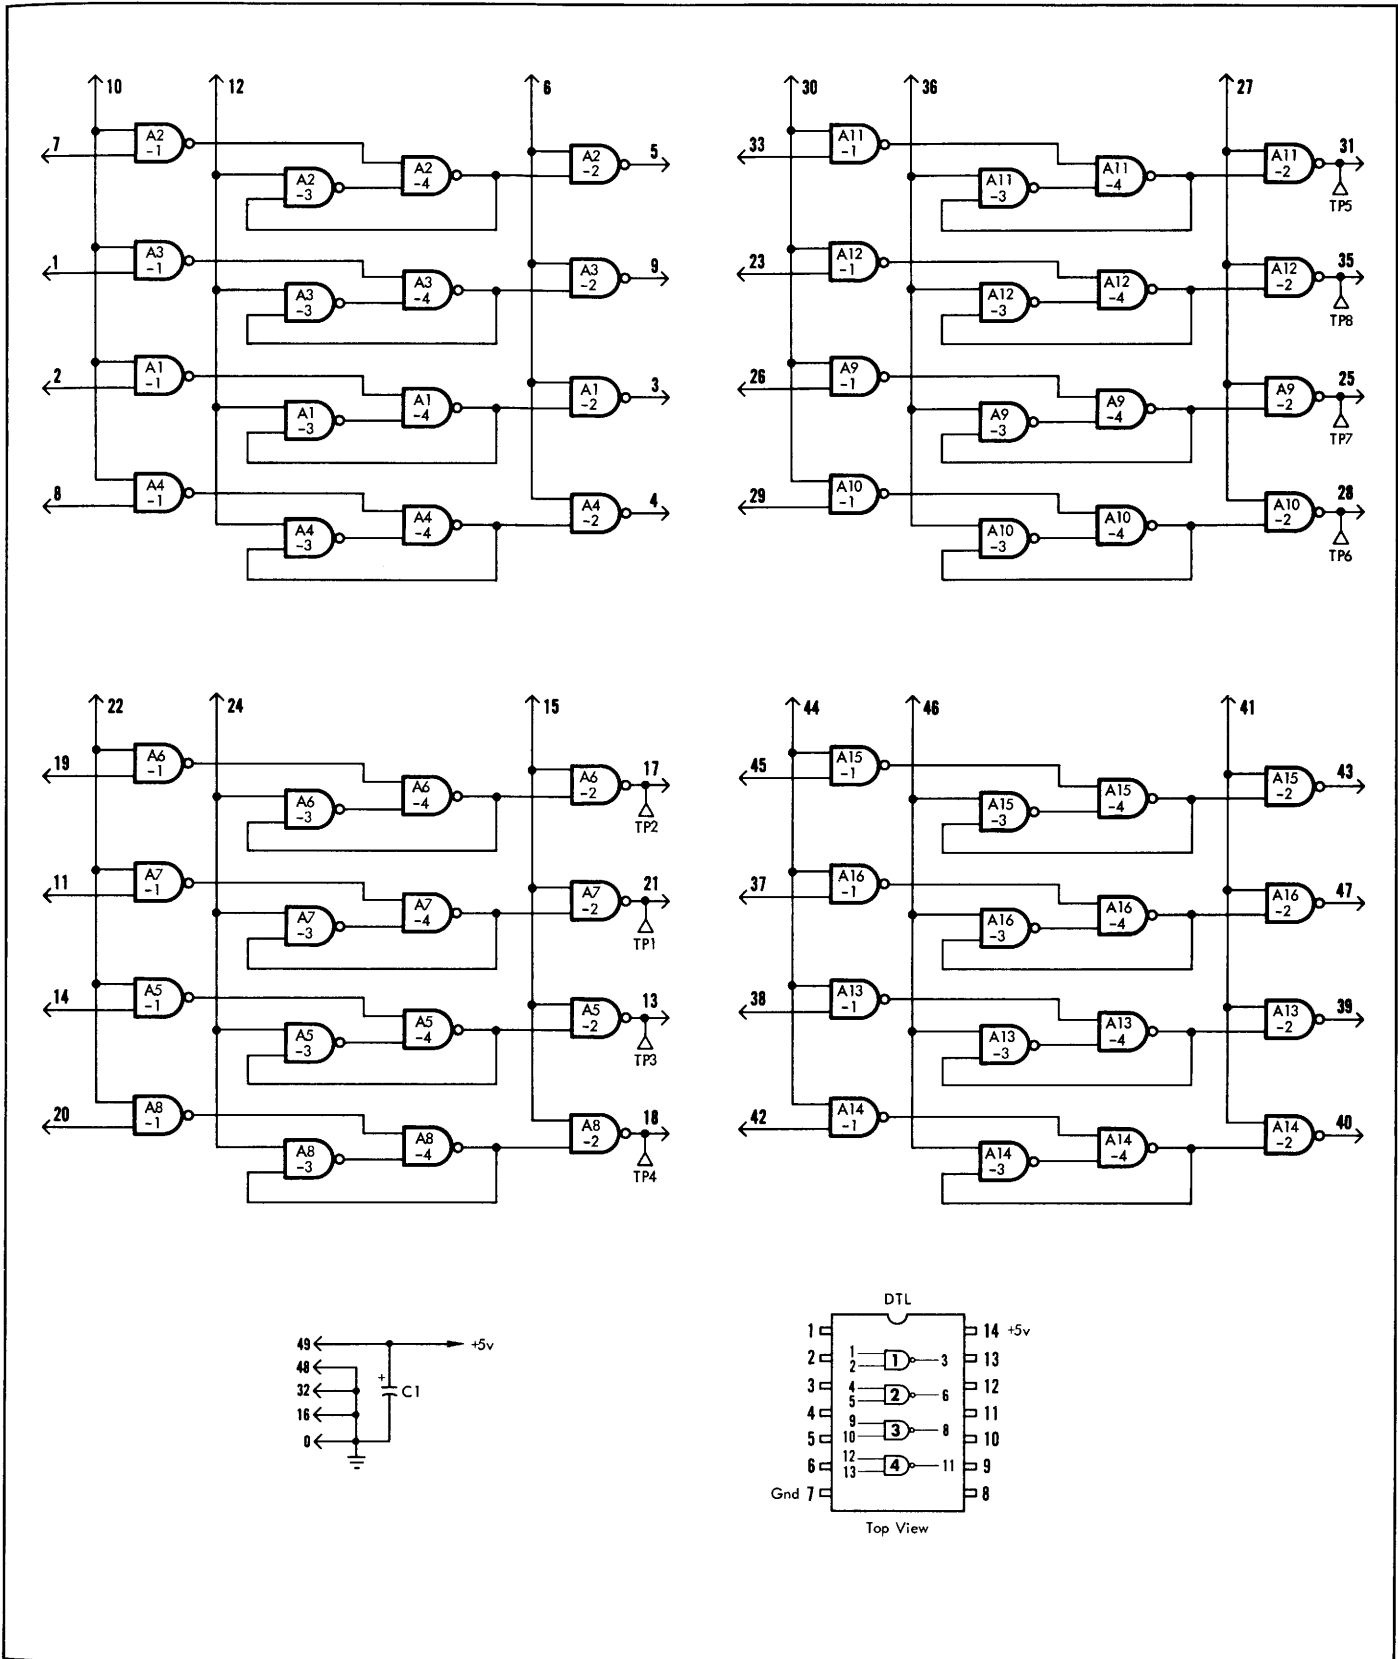 10 12 6 30 36 27
7 A2 -1 A2 -3 A2 -4 A2 -2 5
33 A11 -1 A11 -3 A11 -4 A11 -2 31 TP5
1 A3 -1 A3 -3 A3 -4 A3 -2 9
23 A12 -1 A12 -3 A12 -4 A12 -2 35 TP8
2 A1 -1 A1 -3 A1 -4 A1 -2 3
26 A9 -1 A9 -3 A9 -4 A9 -2 25 TP7
8 A4 -1 A4 -3 A4 -4 A4 -2 4
29 A10 -1 A10 -3 A10 -4 A10 -2 28 TP6
22 24 15 44 46 41
19 A6 -1 A6 -3 A6 -4 A6 -2 17 TP2
45 A15 -1 A15 -3 A15 -4 A15 -2 43
11 A7 -1 A7 -3 A7 -4 A7 -2 21 TP1
37 A16 -1 A16 -3 A16 -4 A16 -2 47
14 A5 -1 A5 -3 A5 -4 A5 -2 13 TP3
38 A13 -1 A13 -3 A13 -4 A13 -2 39
20 A8 -1 A8 -3 A8 -4 A8 -2 18 TP4
42 A14 -1 A14 -3 A14 -4 A14 -2 40
49 +5v
48
32 + C1
16
0
DTL
1 14 +5v
2 1 2 1 3 13
3 4 5 2 6 12
4 11
5 9 10 3 8 10
6 12 13 4 11 9
Gnd 7 8
Top View